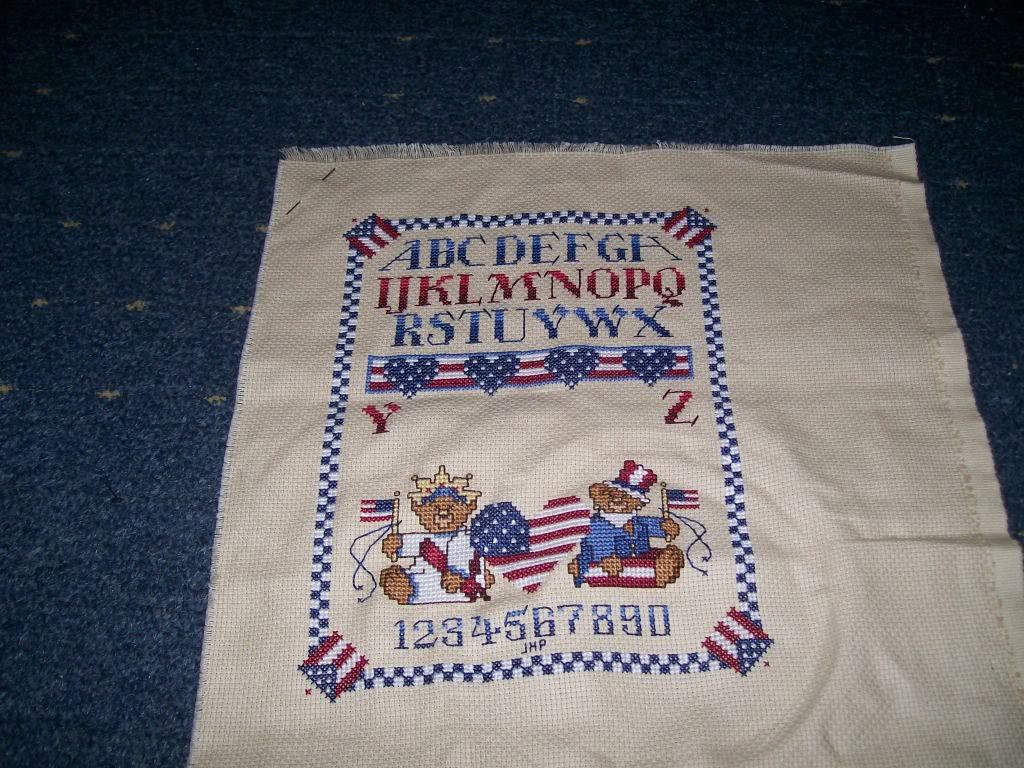 ABCDEFGH
IJKLMNOPQ
RSTUVWX
Y Z
1234567890
JHP